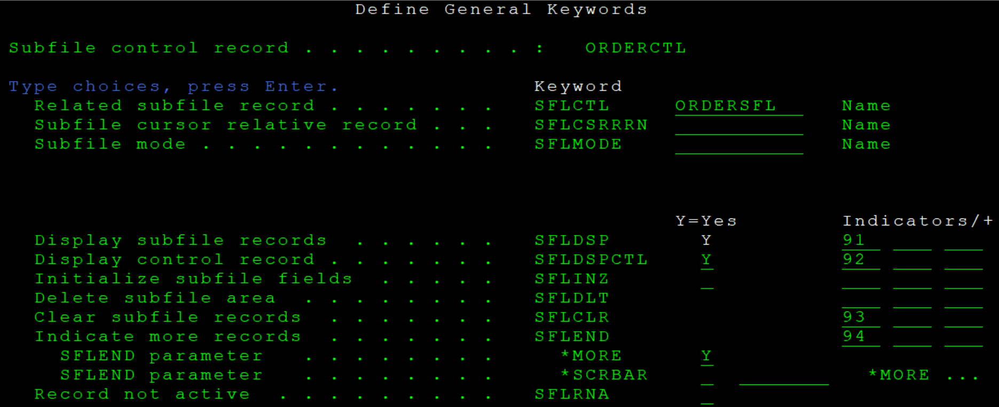 Define General Keywords
Subfile control record . . . . . . . . . :   ORDERCTL
Type choices, press Enter.   Keyword
Related subfile record . . . . . . .   SFLCTL   ORDERSFL   Name
Subfile cursor relative record . . .   SFLCSRRRN   Name
Subfile mode . . . . . . . . . . . .   SFLMODE   Name
Y=Yes   Indicators/+
Display subfile records . . . . . .   SFLDSP   Y   91
Display control record . . . . . . .   SFLDSPCTL   Y   92
Initialize subfile fields . . . . .   SFLINZ
Delete subfile area . . . . . . . .   SFLDLT
Clear subfile records . . . . . . .   SFLCLR   93
Indicate more records . . . . . . .   SFLEND   94
SFLEND parameter . . . . . . . .   *MORE   Y
SFLEND parameter . . . . . . . .   *SCRBAR   *MORE ...
Record not active . . . . . . . . .   SFLRNA